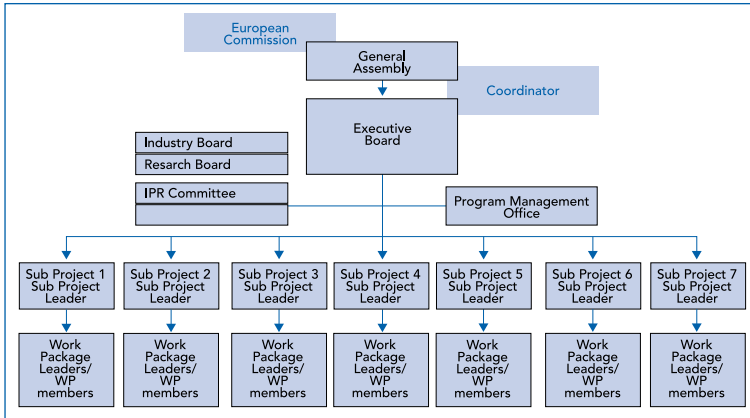 European
Commission
General
Assembly
Coordinator
Executive
Board
Industry Board
Resarch Board
IPR Committee
Program Management
Office
Sub Project 1
Sub Project
Leader
Sub Project 2
Sub Project
Leader
Sub Project 3
Sub Project
Leader
Sub Project 4
Sub Project
Leader
Sub Project 5
Sub Project
Leader
Sub Project 6
Sub Project
Leader
Sub Project 7
Sub Project
Leader
Work
Package
Leaders/
WP
members
Work
Package
Leaders/
WP
members
Work
Package
Leaders/
WP
members
Work
Package
Leaders/
WP
members
Work
Package
Leaders/
WP
members
Work
Package
Leaders/
WP
members
Work
Package
Leaders/
WP
members